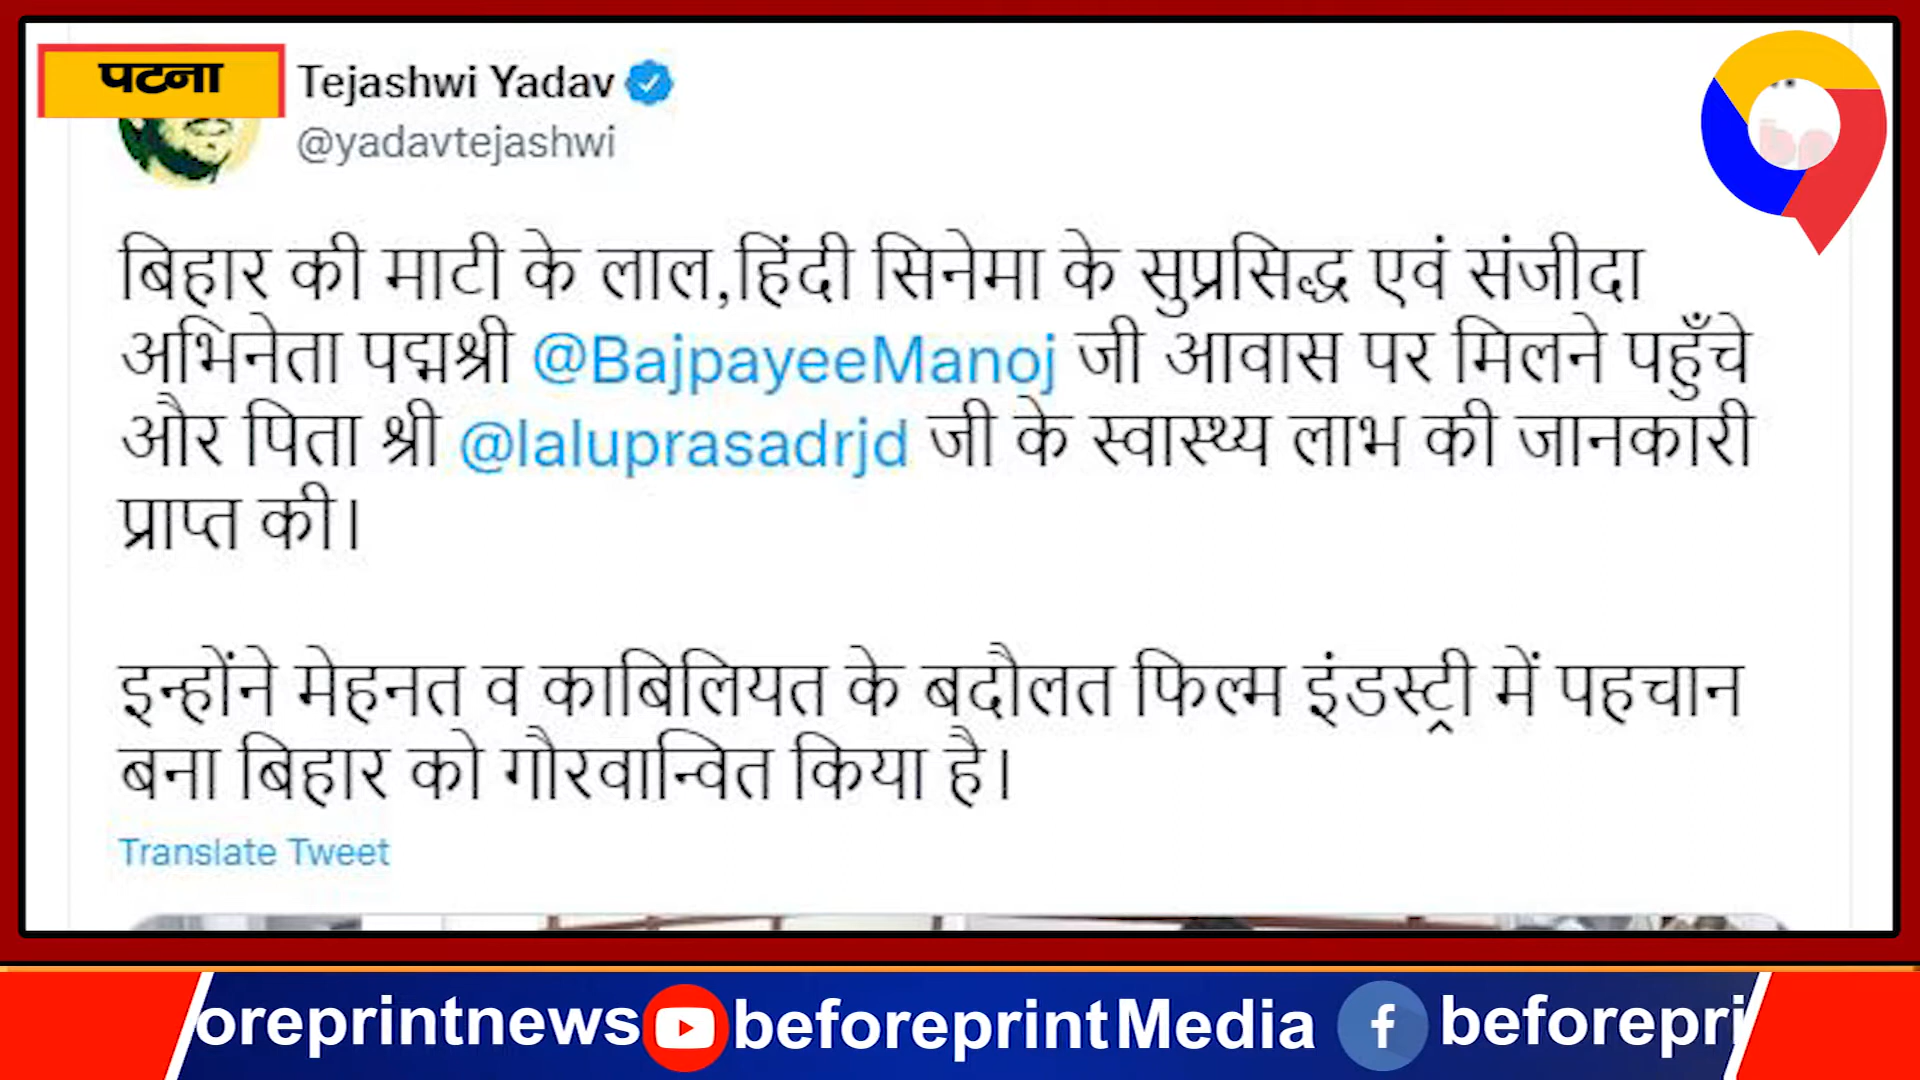 पटना
Tejashwi Yadav
@yadavtejashwi
बिहार की माटी के लाल,हिंदी सिनेमा के सुप्रसिद्ध एवं संजीदा
अभिनेता पद्मश्री @BajpayeeManoj जी आवास पर मिलने पहुँचे
और पिता श्री @laluprasadrjd जी के स्वास्थ्य लाभ की जानकारी
प्राप्त की।
इन्होंने मेहनत व काबिलियत के बदौलत फिल्म इंडस्ट्री में पहचान
बना बिहार को गौरवान्वित किया है।
Translate Tweet
bp
oreprintnews beforeprintMedia beforepri